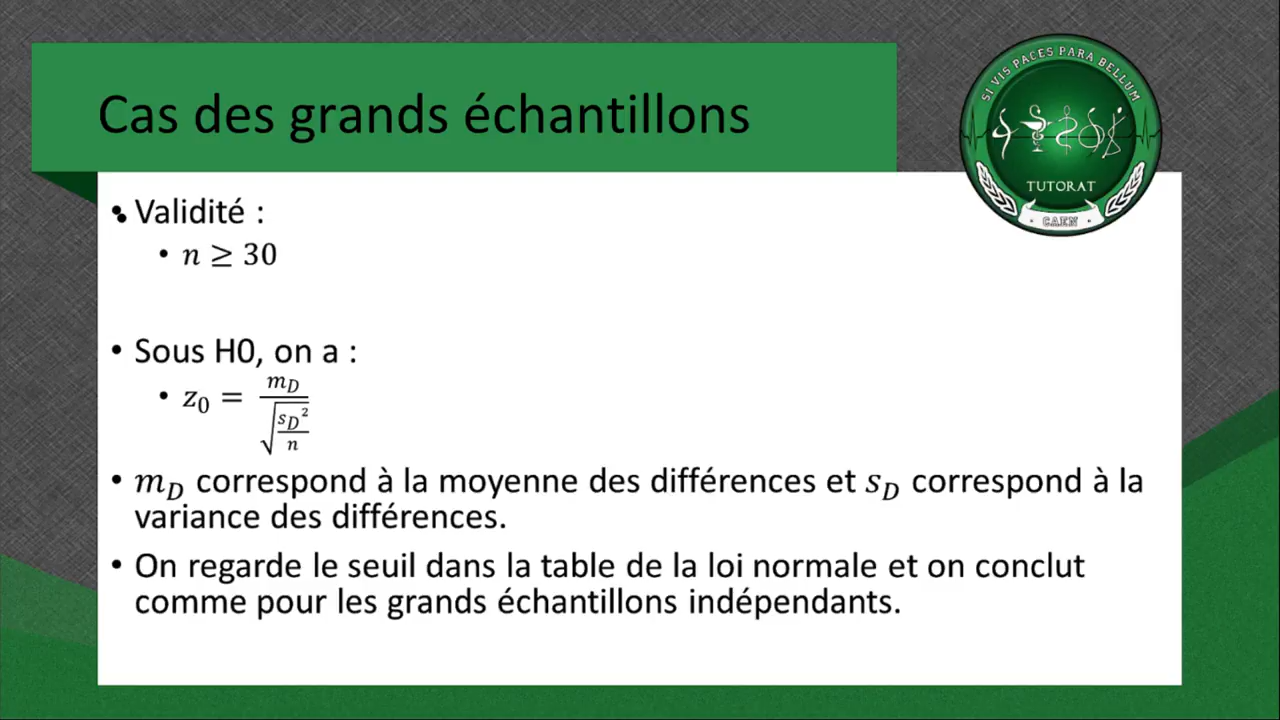 Cas des grands échantillons
SI VIS PACES PARA BELLUM
TUTORAT
CAEN
• Validité :
• n ≥ 30
• Sous H0, on a :
• z₀ = m_D / √(s_D² / n)
• m_D correspond à la moyenne des différences et s_D correspond à la
variance des différences.
• On regarde le seuil dans la table de la loi normale et on conclut
comme pour les grands échantillons indépendants.